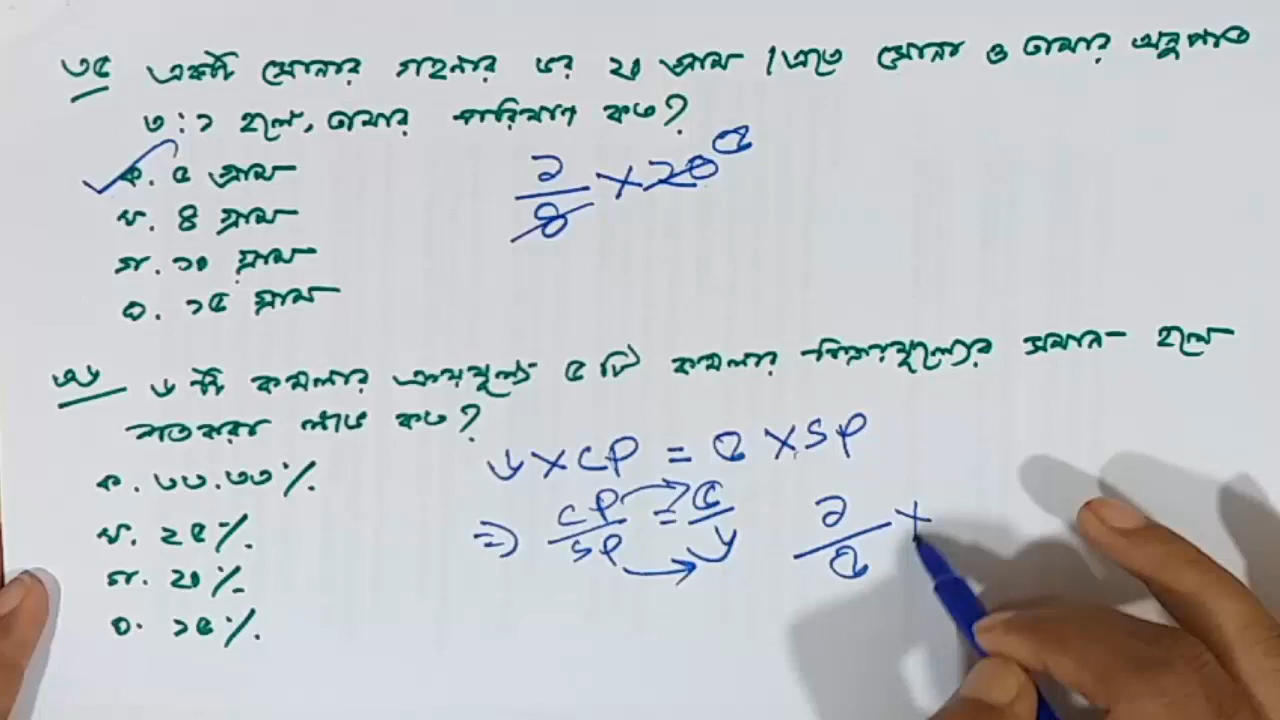 ৩৫ একটি সোনার গহনার ভর ২০ গ্রাম। এতে সোনা ও তামার অনুপাত
৩:১ হলে, তামার পরিমাণ কত?
ক. ৫ গ্রাম
খ. ৪ গ্রাম
গ. ১০ গ্রাম
ঘ. ১৫ গ্রাম
১/৪ × ২০ ৫
৩৬ ৬ টি কমলার ক্রয়মূল্য ৫ টি কমলার বিক্রয়মূল্যের সমান হলে
শতকরা লাভ কত?
ক. ৩৩.৩৩%.
খ. ২৫%.
গ. ২০%
ঘ. ১৫%.
৬ × CP = ৫ × SP
⇒ CP/SP = ৫/৬
১/৫ ×